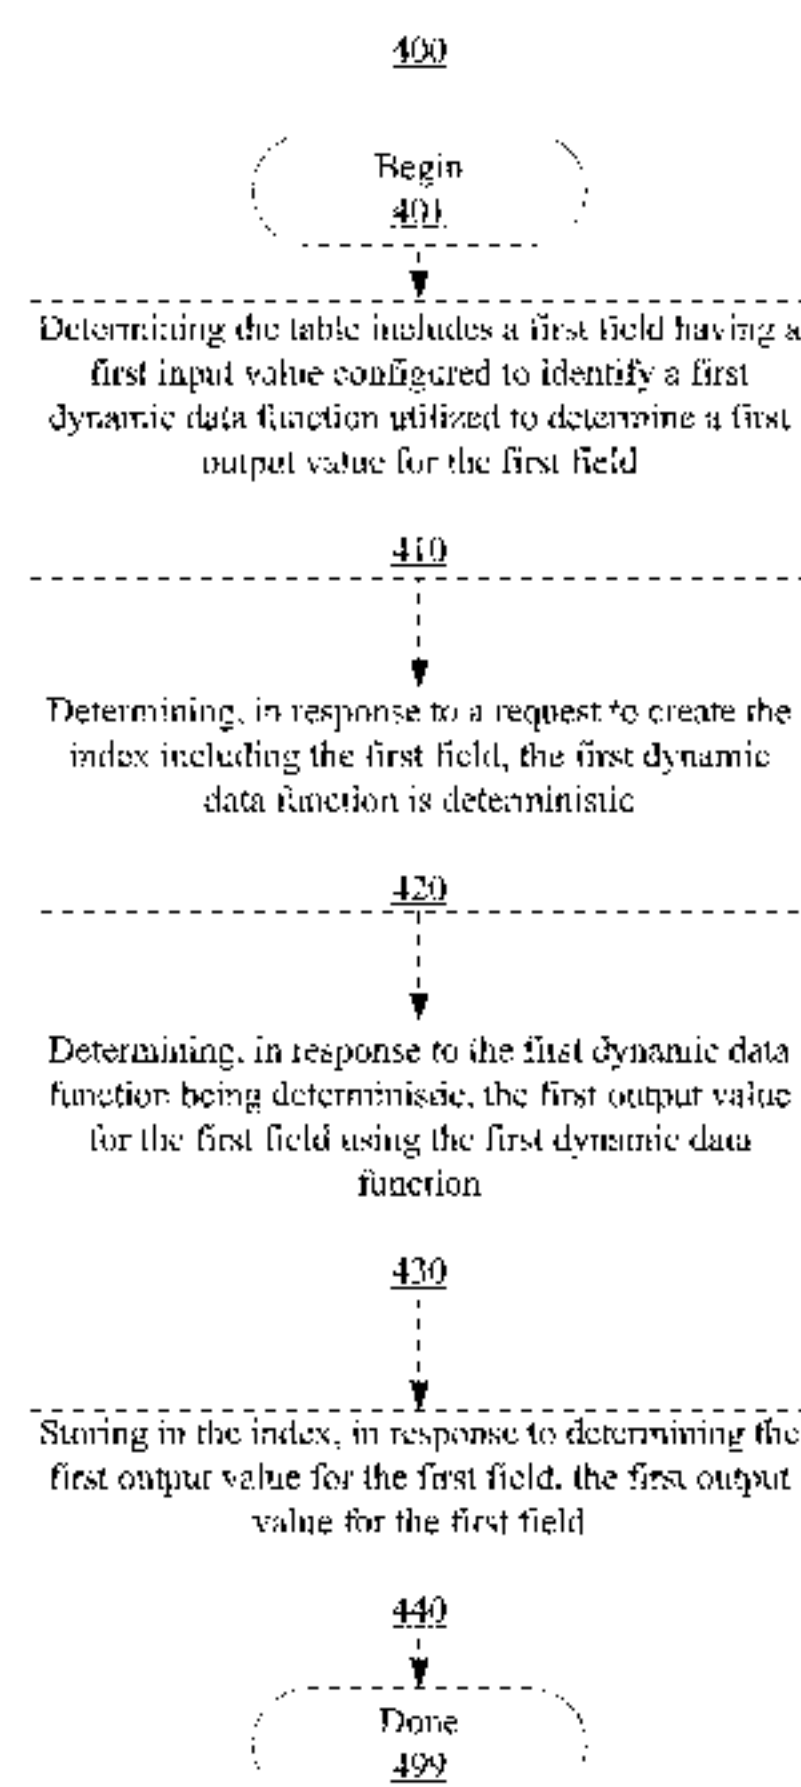 400
Begin
401
Determining the table includes a first field having a
first input value configured to identify a first
dynamic data function utilized to determine a first
output value for the first field
410
Determining, in response to a request to create the
index including the first field, the first dynamic
data function is deterministic
420
Determining, in response to the first dynamic data
function being deterministic, the first output value
for the first field using the first dynamic data
function
430
Storing in the index, in response to determining the
first output value for the first field, the first output
value for the first field
440
Done
499